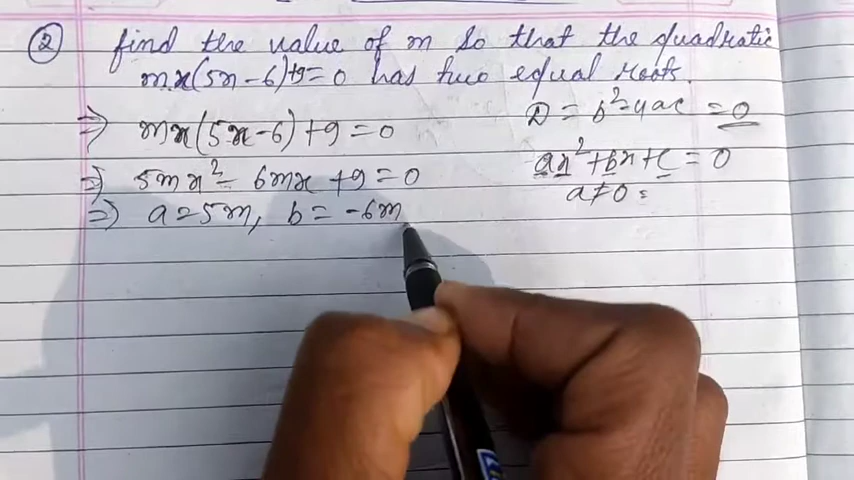 ② find the value of m so that the quadratic
mx(5x-6)+9=0 has two equal roots.
⇒ mx(5x-6)+9=0
D = b²-4ac = 0
⇒ 5mx² - 6mx + 9 = 0
ax²+bx+c = 0
a≠0 =
⇒ a=5m, b= -6m